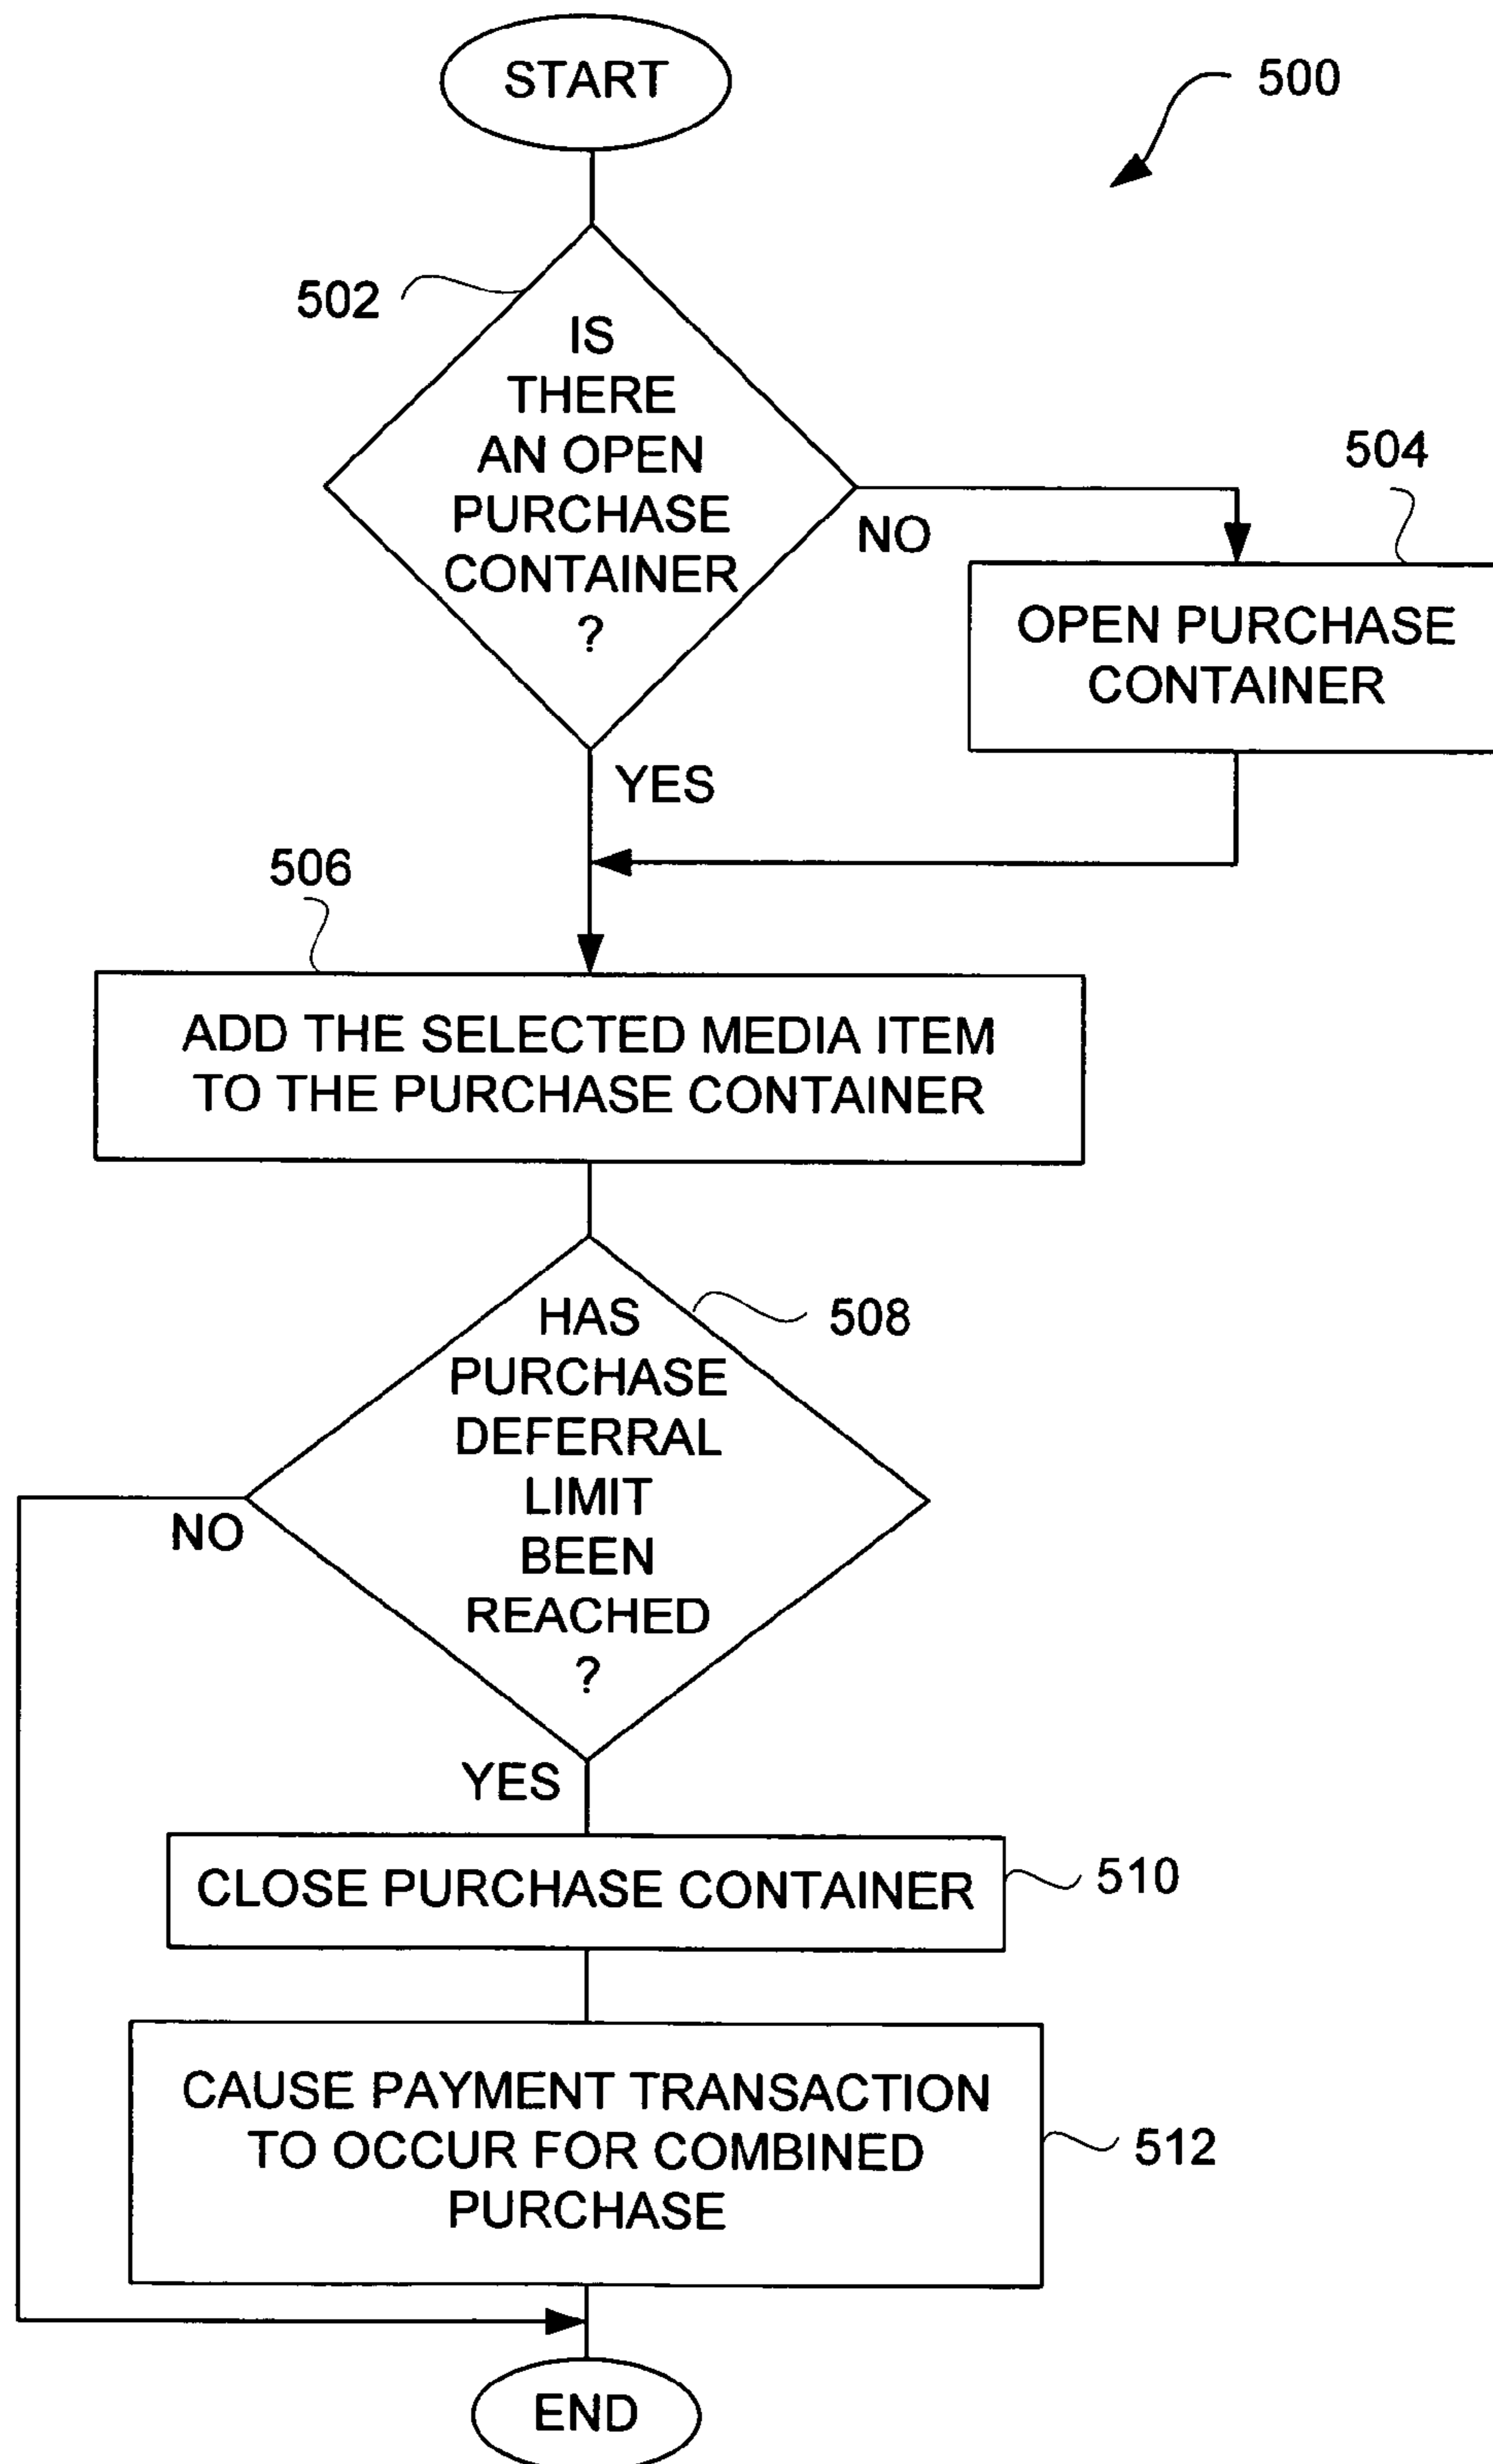 START
500
502
IS
THERE
AN OPEN
PURCHASE
CONTAINER
?
NO
504
OPEN PURCHASE
CONTAINER
YES
506
ADD THE SELECTED MEDIA ITEM
TO THE PURCHASE CONTAINER
508
HAS
PURCHASE
DEFERRAL
LIMIT
BEEN
REACHED
?
NO
YES
CLOSE PURCHASE CONTAINER
510
CAUSE PAYMENT TRANSACTION
TO OCCUR FOR COMBINED
PURCHASE
512
END